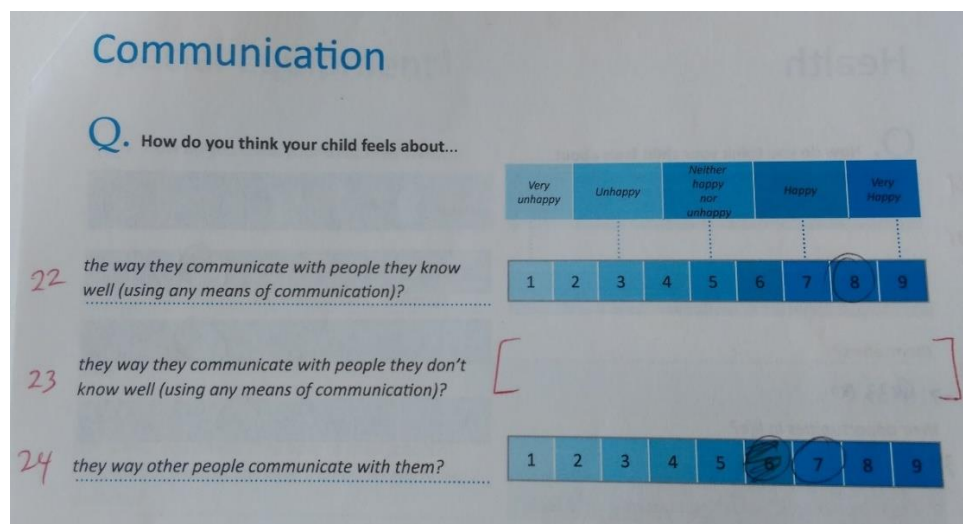 Communication
Q. How do you think your child feels about...
Very unhappy Unhappy Neither happy nor unhappy Happy Very Happy
22 the way they communicate with people they know
well (using any means of communication)?
1 2 3 4 5 6 7 8 9
23 they way they communicate with people they don't
know well (using any means of communication)?
24 they way other people communicate with them?
1 2 3 4 5 6 7 8 9